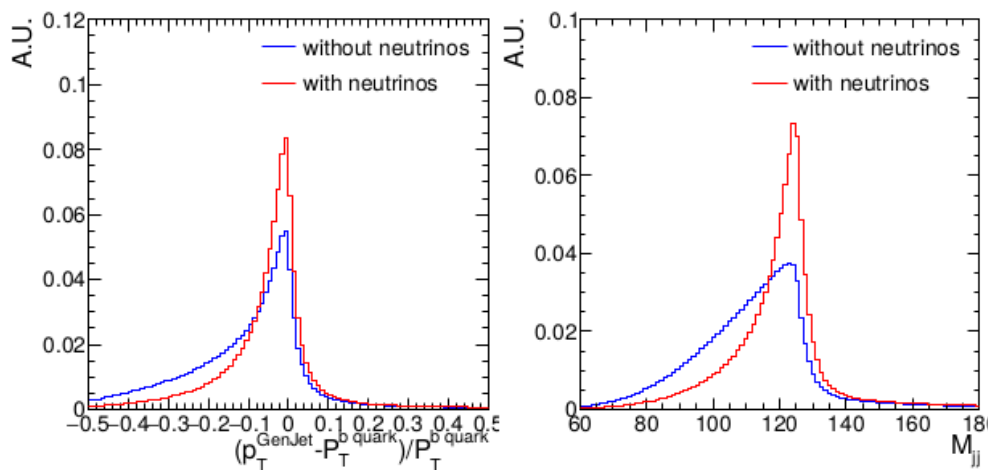 A.U.
0.12
0.1
0.08
0.06
0.04
0.02
0
without neutrinos
with neutrinos
−0.5 −0.4 −0.3 −0.2 −0.1 0 0.1 0.2 0.3 0.4 0.5
(p_T^GenJet -P_T^b quark)/P_T^b quark
A.U.
0.1
0.08
0.06
0.04
0.02
0
without neutrinos
with neutrinos
60 80 100 120 140 160 180
M_jj